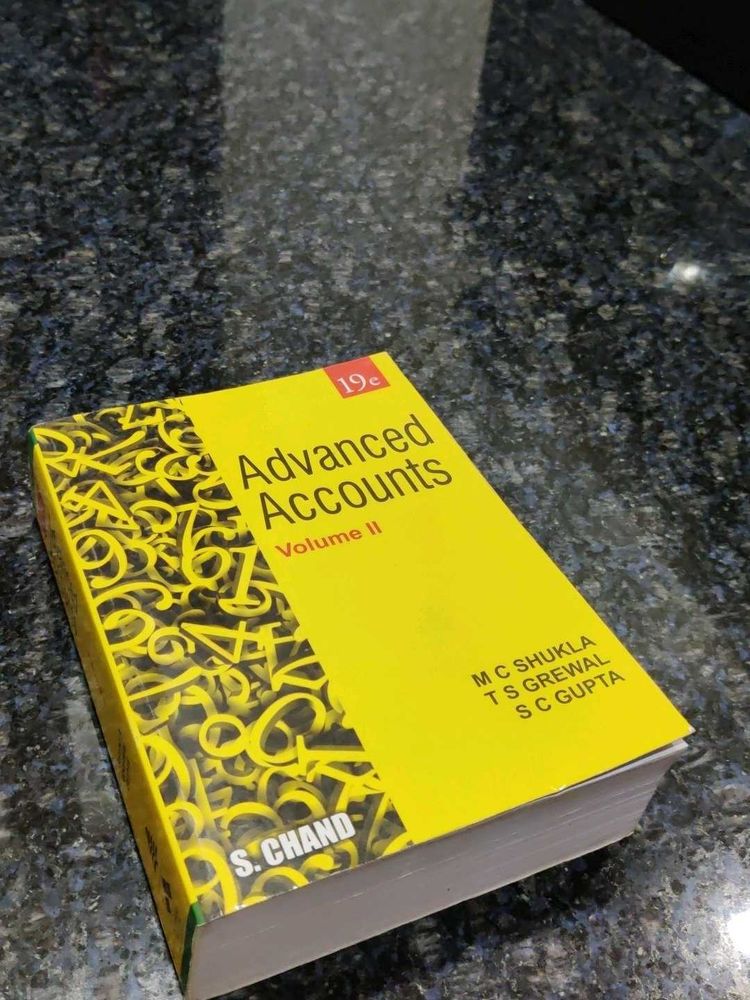 19e
Advanced
Accounts
Volume II
M C SHUKLA
T S GREWAL
S C GUPTA
S. CHAND